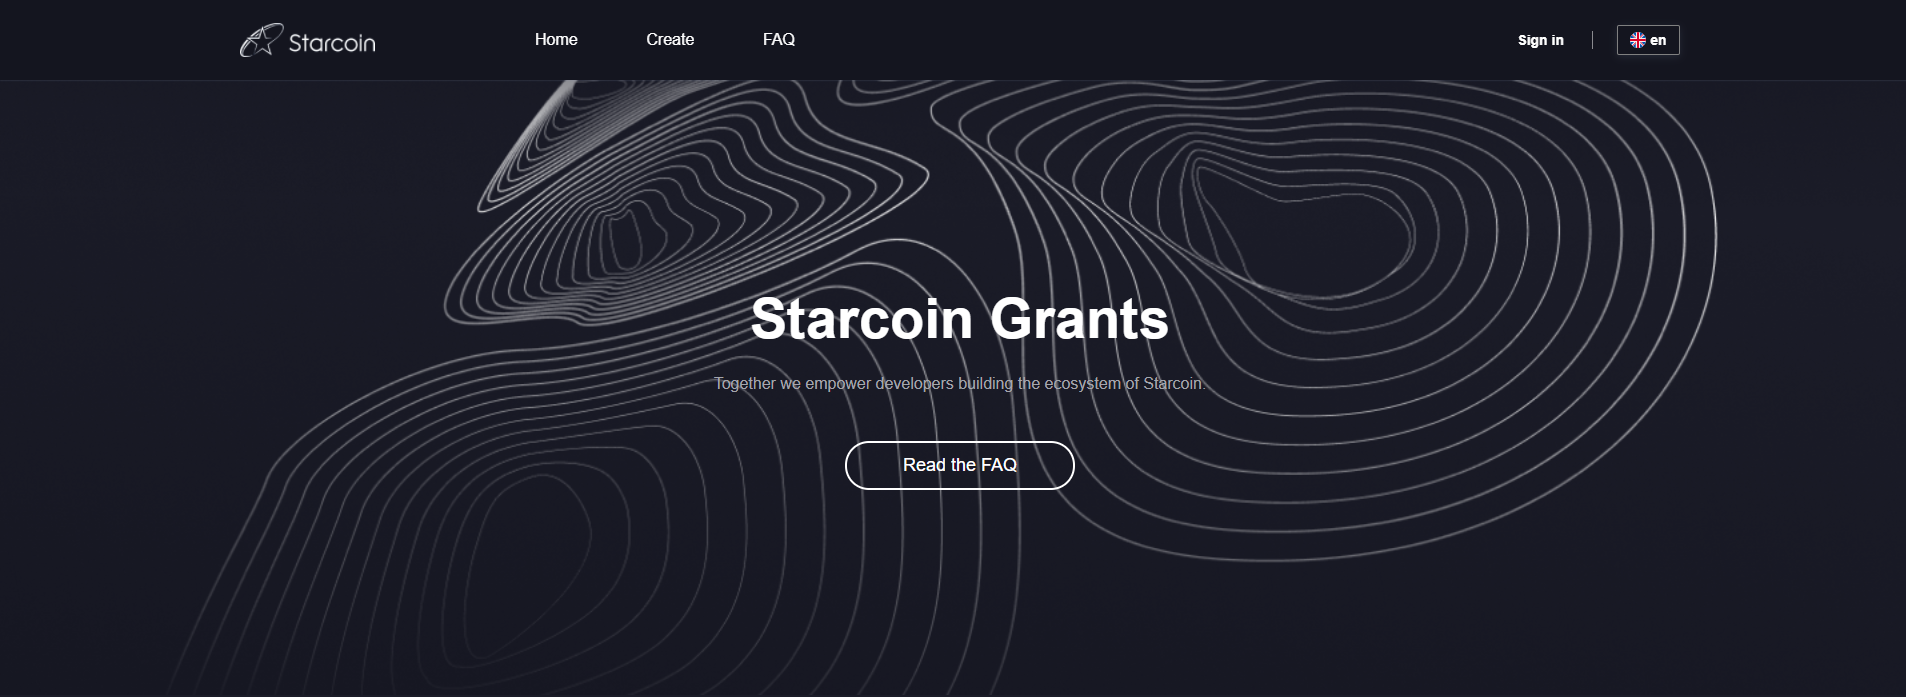 Starcoin
Home
Create
FAQ
Sign in
en
Starcoin Grants
Together we empower developers building the ecosystem of Starcoin.
Read the FAQ